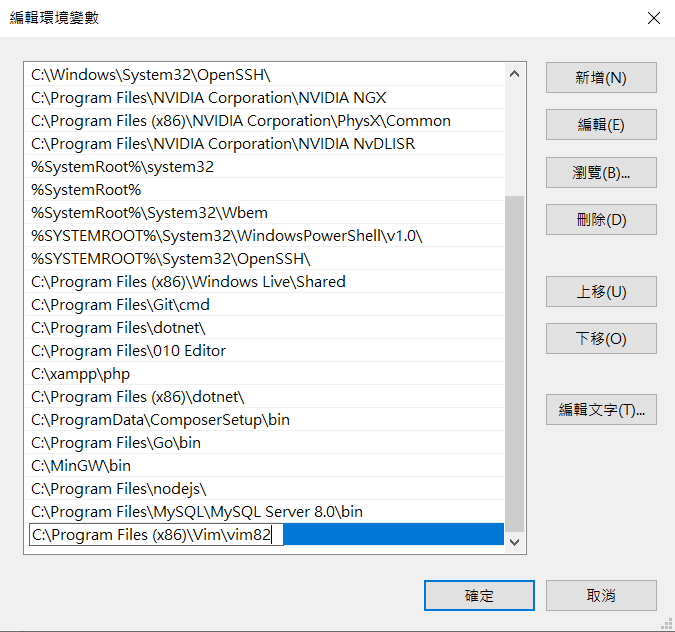 編輯環境變數
C:\Windows\System32\OpenSSH\
C:\Program Files\NVIDIA Corporation\NVIDIA NGX
C:\Program Files (x86)\NVIDIA Corporation\PhysX\Common
C:\Program Files\NVIDIA Corporation\NVIDIA NvDLISR
%SystemRoot%\system32
%SystemRoot%
%SystemRoot%\System32\Wbem
%SYSTEMROOT%\System32\WindowsPowerShell\v1.0\
%SYSTEMROOT%\System32\OpenSSH\
C:\Program Files (x86)\Windows Live\Shared
C:\Program Files\Git\cmd
C:\Program Files\dotnet\
C:\Program Files\010 Editor
C:\xampp\php
C:\Program Files (x86)\dotnet\
C:\ProgramData\ComposerSetup\bin
C:\Program Files\Go\bin
C:\MinGW\bin
C:\Program Files\nodejs\
C:\Program Files\MySQL\MySQL Server 8.0\bin
C:\Program Files (x86)\Vim\vim82
新增(N)
編輯(E)
瀏覽(B)...
刪除(D)
上移(U)
下移(O)
編輯文字(T)...
確定
取消